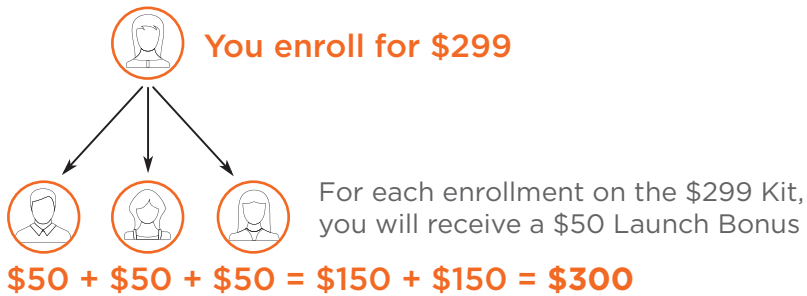 You enroll for $299
For each enrollment on the $299 Kit,
you will receive a $50 Launch Bonus
$50 + $50 + $50 = $150 + $150 = $300